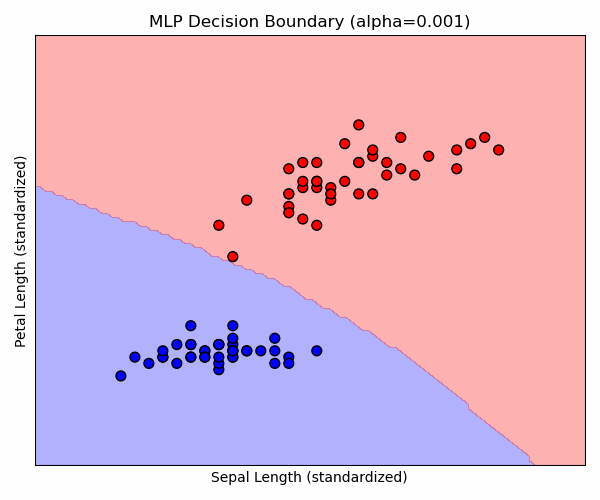 MLP Decision Boundary (alpha=0.001)
Petal Length (standardized)
Sepal Length (standardized)